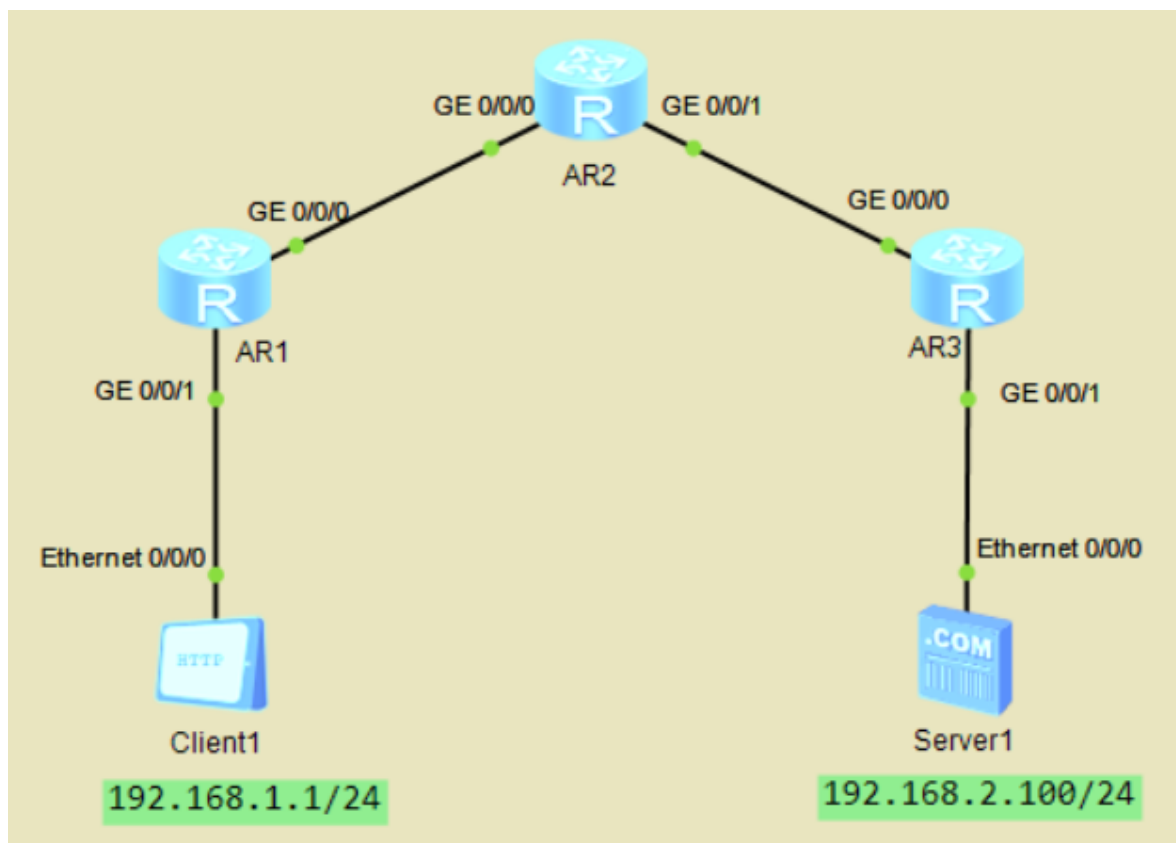 GE 0/0/0
GE 0/0/1
R
AR2
GE 0/0/0
GE 0/0/0
R
AR1
R
AR3
GE 0/0/1
GE 0/0/1
Ethernet 0/0/0
Ethernet 0/0/0
HTTP
.COM
Client1
Server1
192.168.1.1/24
192.168.2.100/24